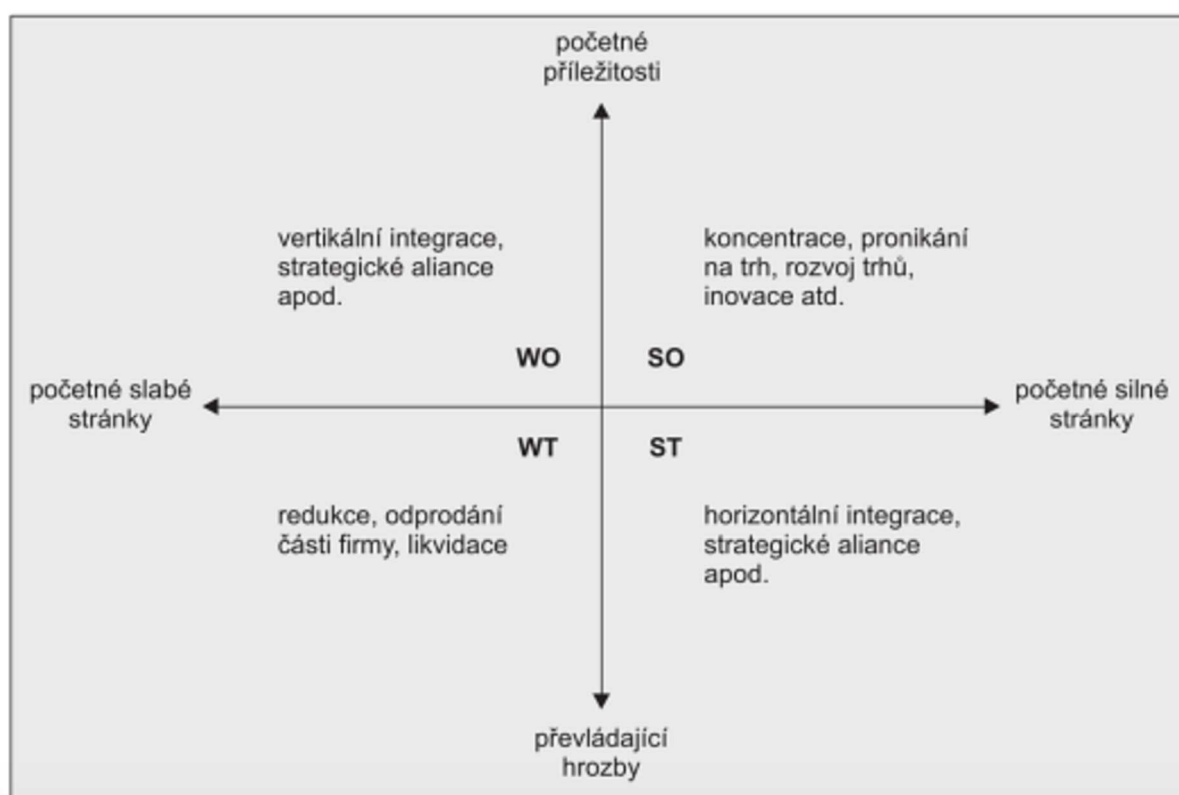 početné
příležitosti
vertikální integrace,
strategické aliance
apod.
koncentrace, pronikání
na trh, rozvoj trhů,
inovace atd.
WO
SO
početné slabé
stránky
početné silné
stránky
WT
ST
redukce, odprodání
části firmy, likvidace
horizontální integrace,
strategické aliance
apod.
převládající
hrozby